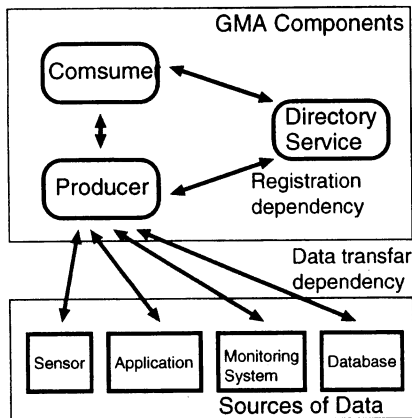 GMA Components
Comsumer
Directory
Service
Producer
Registration
dependency
Data transfar
dependency
Sensor
Application
Monitoring
System
Database
Sources of Data